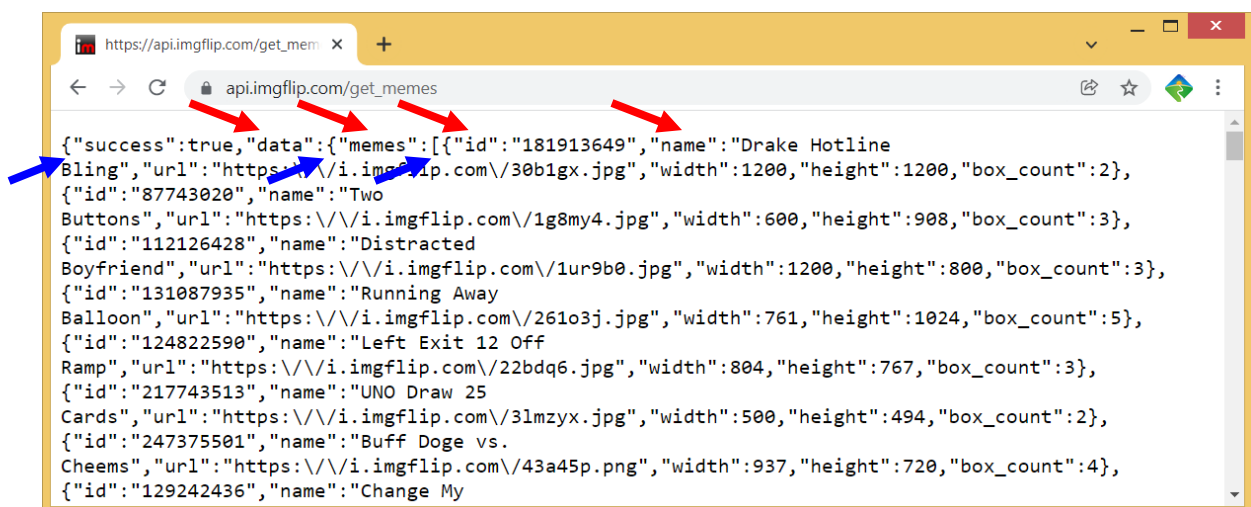 im https://api.imgflip.com/get_mem
api.imgflip.com/get_memes
{"success":true,"data":{"memes":[{"id":"181913649","name":"Drake Hotline
Bling","url":"https:\/\/i.imgflip.com\/30b1gx.jpg","width":1200,"height":1200,"box_count":2},
{"id":"87743020","name":"Two
Buttons","url":"https:\/\/i.imgflip.com\/1g8my4.jpg","width":600,"height":908,"box_count":3},
{"id":"112126428","name":"Distracted
Boyfriend","url":"https:\/\/i.imgflip.com\/1ur9b0.jpg","width":1200,"height":800,"box_count":3},
{"id":"131087935","name":"Running Away
Balloon","url":"https:\/\/i.imgflip.com\/261o3j.jpg","width":761,"height":1024,"box_count":5},
{"id":"124822590","name":"Left Exit 12 Off
Ramp","url":"https:\/\/i.imgflip.com\/22bdq6.jpg","width":804,"height":767,"box_count":3},
{"id":"217743513","name":"UNO Draw 25
Cards","url":"https:\/\/i.imgflip.com\/3lmzyx.jpg","width":500,"height":494,"box_count":2},
{"id":"247375501","name":"Buff Doge vs.
Cheems","url":"https:\/\/i.imgflip.com\/43a45p.png","width":937,"height":720,"box_count":4},
{"id":"129242436","name":"Change My